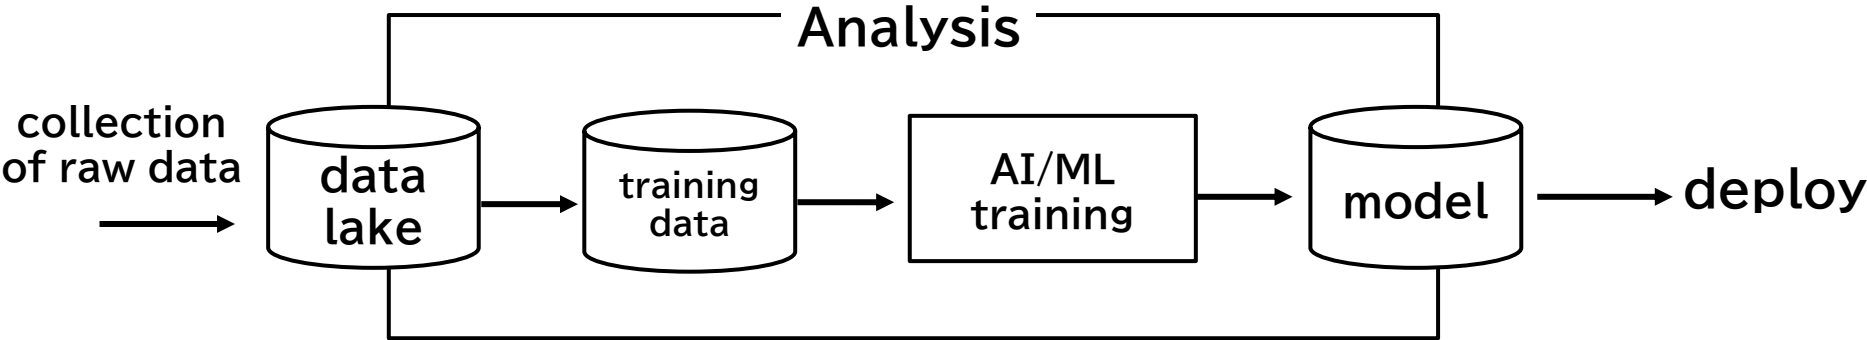 Analysis
collection
of raw data
data
lake
training
data
AI/ML
training
model
deploy